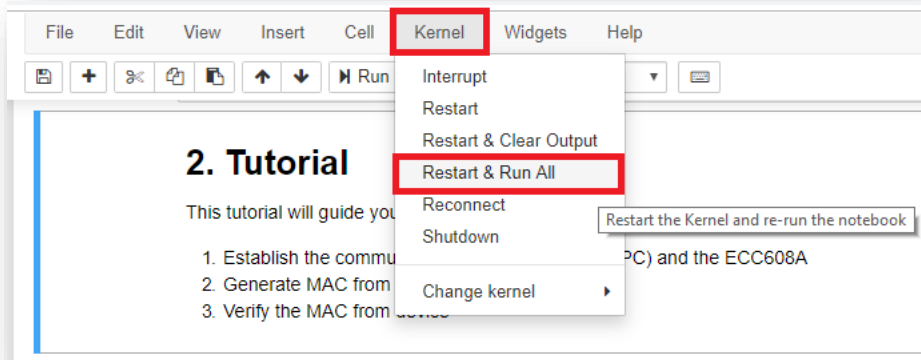 File Edit View Insert Cell Kernel Widgets Help
Run
Interrupt
Restart
Restart & Clear Output
Restart & Run All
Reconnect
Shutdown
Change kernel
Restart the Kernel and re-run the notebook
2. Tutorial
This tutorial will guide you
1. Establish the commu PC) and the ECC608A
2. Generate MAC from
3. Verify the MAC from device